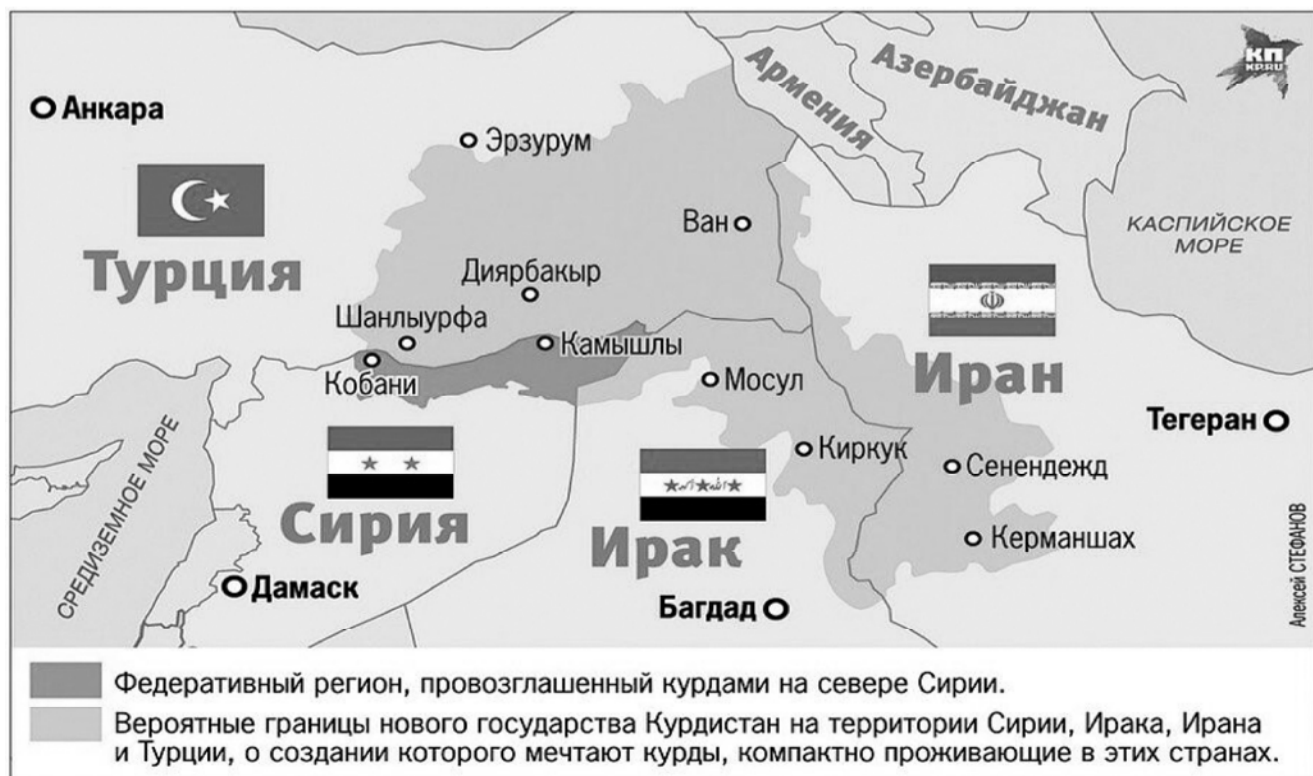 КП
KP.RU
Армения
Азербайджан
Анкара
Эрзурум
Ван
КАСПИЙСКОЕ
МОРЕ
Турция
Диярбакыр
Шанлыурфа
Камышлы
Кобани
Мосул
Иран
Тегеран
Киркук
Сенендежд
СРЕДИЗЕМНОЕ МОРЕ
Сирия
Ирак
Керманшах
Дамаск
Багдад
Алексей СТЕФАНОВ
Федеративный регион, провозглашенный курдами на севере Сирии.
Вероятные границы нового государства Курдистан на территории Сирии, Ирака, Ирана
и Турции, о создании которого мечтают курды, компактно проживающие в этих странах.